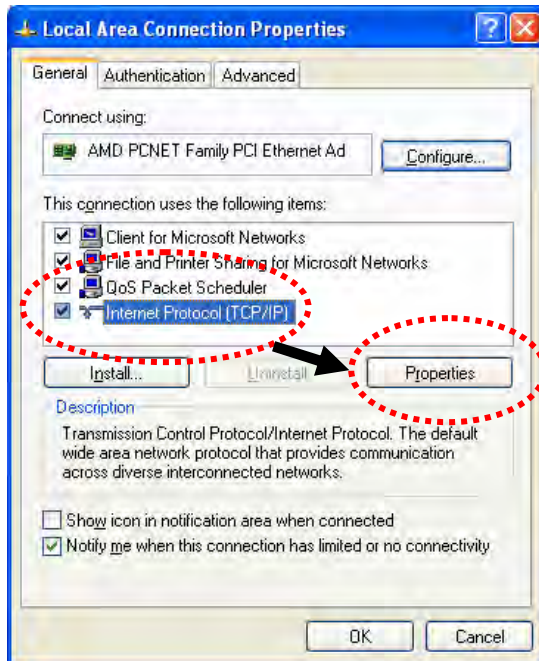 Local Area Connection Properties
General Authentication Advanced
Connect using:
AMD PCNET Family PCI Ethernet Ad Configure...
This connection uses the following items:
Client for Microsoft Networks
File and Printer Sharing for Microsoft Networks
QoS Packet Scheduler
Internet Protocol (TCP/IP)
Install... Uninstall Properties
Description
Transmission Control Protocol/Internet Protocol. The default
wide area network protocol that provides communication
across diverse interconnected networks.
Show icon in notification area when connected
Notify me when this connection has limited or no connectivity
OK Cancel